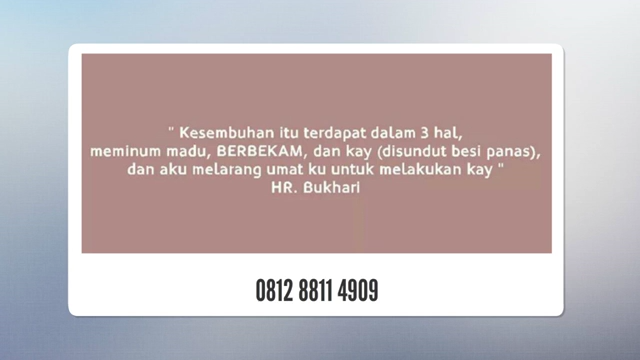 " Kesembuhan itu terdapat dalam 3 hal,
meminum madu, BERBEKAM, dan kay (disundut besi panas),
dan aku melarang umat ku untuk melakukan kay "
HR. Bukhari
0812 8811 4909